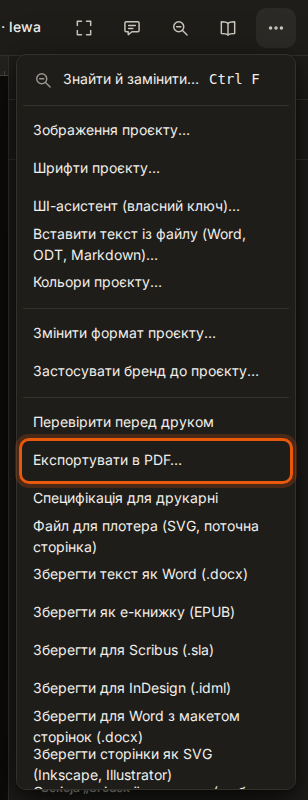 · Iewa
Знайти й замінити... Ctrl F
Зображення проєкту...
Шрифти проєкту...
ШІ-асистент (власний ключ)...
Вставити текст із файлу (Word,
ODT, Markdown)...
Кольори проєкту...
Змінити формат проєкту...
Застосувати бренд до проєкту...
Перевірити перед друком
Експортувати в PDF...
Специфікація для друкарні
Файл для плотера (SVG, поточна
сторінка)
Зберегти текст як Word (.docx)
Зберегти як е-книжку (EPUB)
Зберегти для Scribus (.sla)
Зберегти для InDesign (.idml)
Зберегти для Word з макетом
сторінок (.docx)
Зберегти сторінки як SVG
(Inkscape, Illustrator)